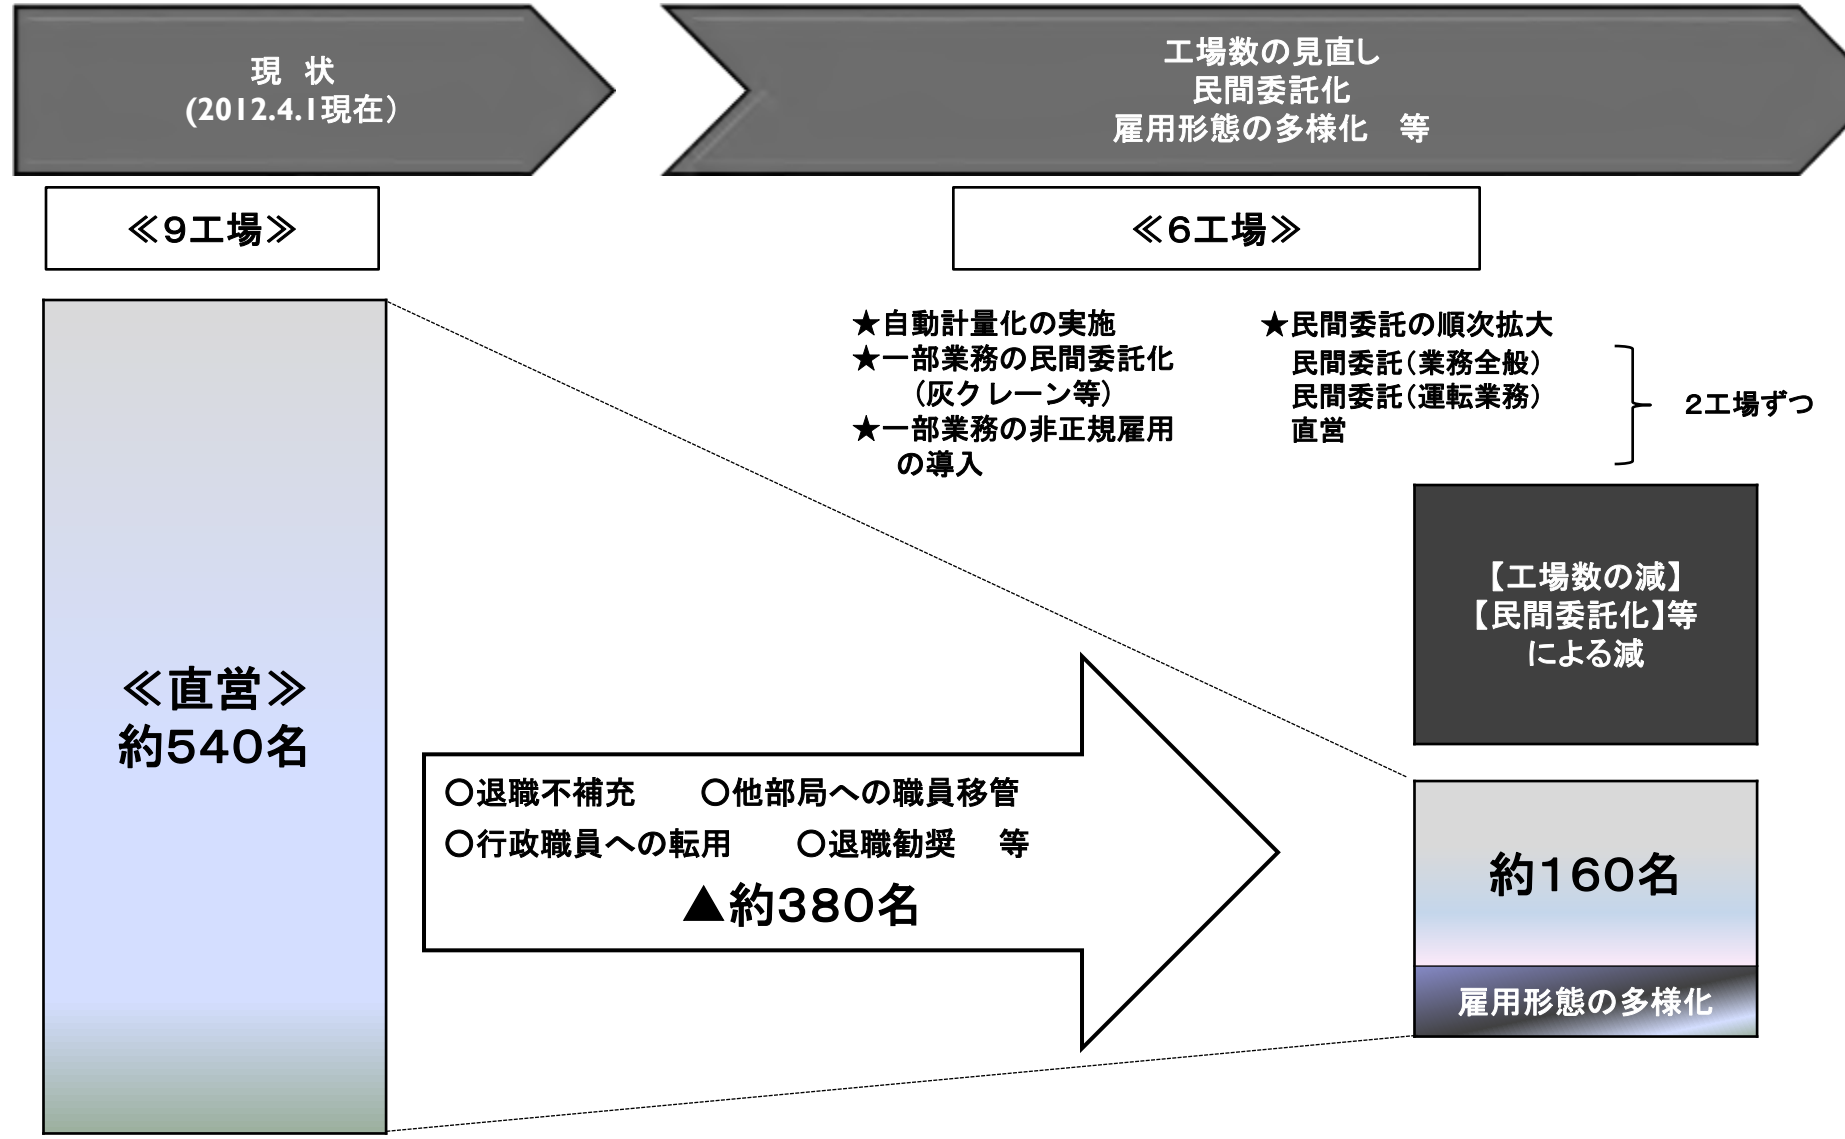 現 状
(2012.4.1現在)
工場数の見直し
民間委託化
雇用形態の多様化 等
≪9工場≫
≪6工場≫
★自動計量化の実施
★一部業務の民間委託化
(灰クレーン等)
★一部業務の非正規雇用
の導入
★民間委託の順次拡大
民間委託(業務全般)
民間委託(運転業務)
直営
2工場ずつ
【工場数の減】
【民間委託化】等
による減
≪直営≫
約540名
〇退職不補充 〇他部局への職員移管
〇行政職員への転用 〇退職勧奨 等
▲約380名
約160名
雇用形態の多様化